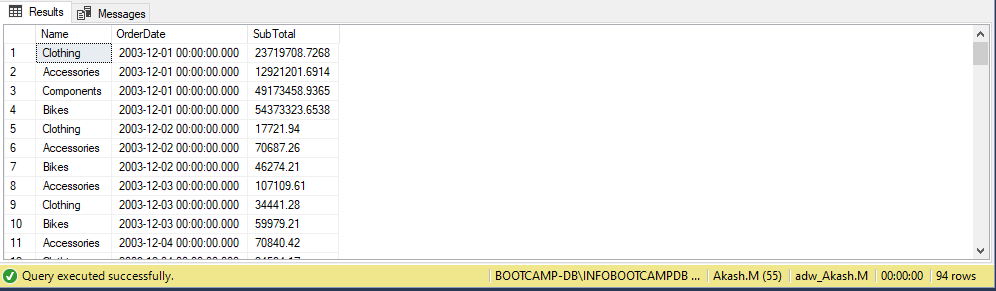 Results Messages
Name OrderDate SubTotal
1 Clothing 2003-12-01 00:00:00.000 23719708.7268
2 Accessories 2003-12-01 00:00:00.000 12921201.6914
3 Components 2003-12-01 00:00:00.000 49173458.9365
4 Bikes 2003-12-01 00:00:00.000 54373323.6538
5 Clothing 2003-12-02 00:00:00.000 17721.94
6 Accessories 2003-12-02 00:00:00.000 70687.26
7 Bikes 2003-12-02 00:00:00.000 46274.21
8 Accessories 2003-12-03 00:00:00.000 107109.61
9 Clothing 2003-12-03 00:00:00.000 34441.28
10 Bikes 2003-12-03 00:00:00.000 59979.21
11 Accessories 2003-12-04 00:00:00.000 70840.42
Query executed successfully. BOOTCAMP-DB\INFOBOOTCAMPDB ... Akash.M (55) adw_Akash.M 00:00:00 94 rows